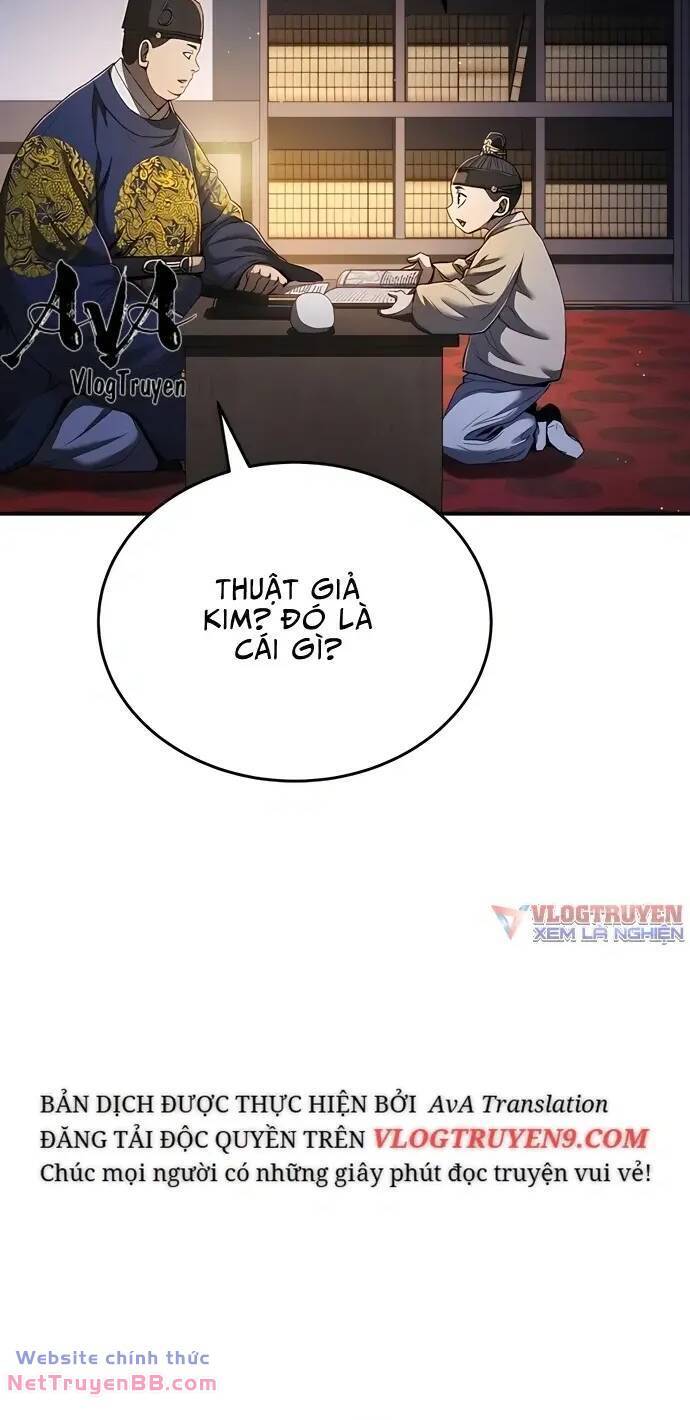 AvA
VlogTruyen
THUẬT GIẢ
KIM? ĐÓ LÀ
CÁI GÌ?
VLOGTRUYEN
XEM LÀ NGHIỆN
BẢN DỊCH ĐƯỢC THỰC HIỆN BỞI AvA Translation
ĐĂNG TẢI ĐỘC QUYỀN TRÊN VLOGTRUYEN9.COM
Chúc mọi người có những giây phút đọc truyện vui vẻ!
Website chính thức
NetTruyenBB.com